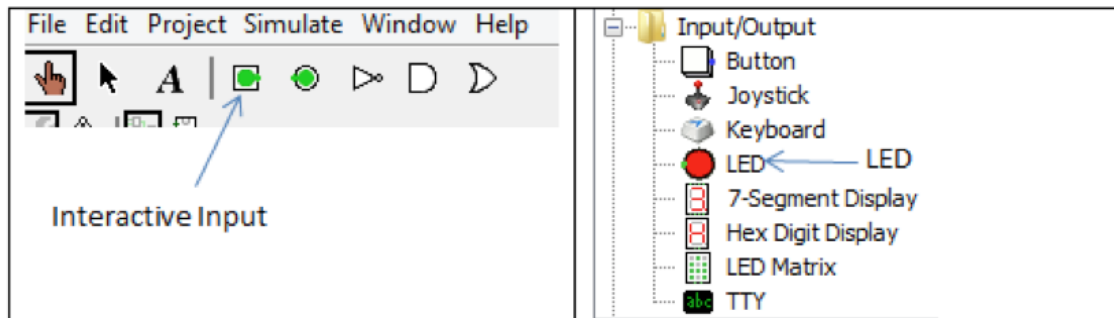 File Edit Project Simulate Window Help
A
Interactive Input
Input/Output
Button
Joystick
Keyboard
LED LED
7-Segment Display
Hex Digit Display
LED Matrix
abc TTY